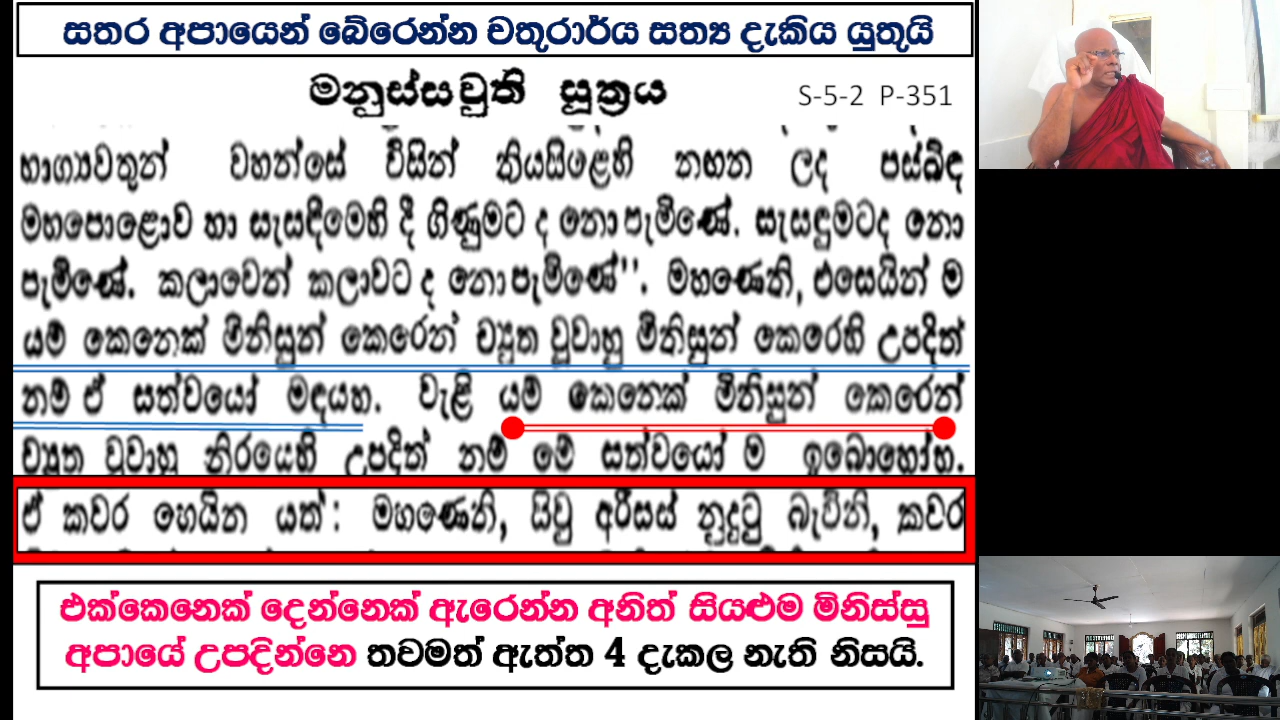 සතර අපායෙන් බේරෙන්න චතුරාර්ය සත්‍ය දැකිය යුතුයි
මනුස්සචුති සූත්‍රය S-5-2 P-351
භාග්‍යවතුන් වහන්සේ විසින් ත්‍රියසිළෙහි නඟන ලද පස්බිඳ
මහපොළොව හා සැසඳීමෙහි දී ගිණුමට ද නො පැමිණේ. සැසඳුමටද නො
පැමිණේ. කලාවෙන් කලාවට ද නො පැමිණේ". මහණෙනි, එසෙයින් ම
යම් කෙනෙක් මිනිසුන් කෙරෙන් ච්‍යුත වූවාහු මිනිසුන් කෙරෙහි උපදිත්
නම් ඒ සත්වයෝ මඳයහ. වැළි යම් කෙනෙක් මිනිසුන් කෙරෙන්
ච්‍යුත වූවාහු නිරයෙහි උපදිත් නම් මේ සත්වයෝ ම ඉබොහෝහ.
ඒ කවර හෙයින යත්: මහණෙනි, සිවු අරිසස් නුදුටු බැවිනි, කවර
එක්කෙනෙක් දෙන්නෙක් ඇරෙන්න අනිත් සියළුම මිනිස්සු
අපායේ උපදින්නෙ තවමත් ඇත්ත 4 දැකල නැති නිසයි.